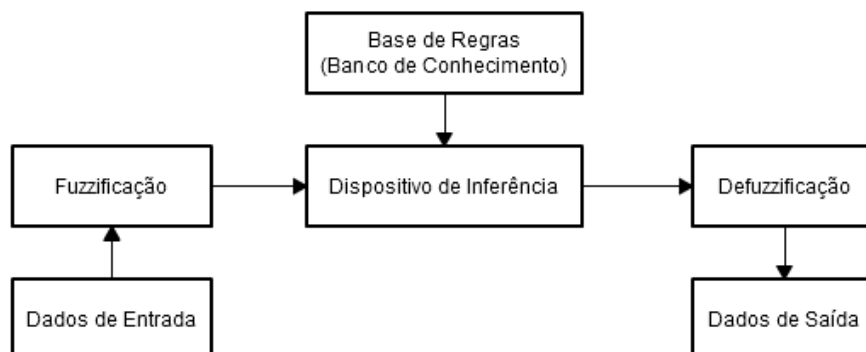 Base de Regras
(Banco de Conhecimento)
Fuzzificação
Dispositivo de Inferência
Defuzzificação
Dados de Entrada
Dados de Saída